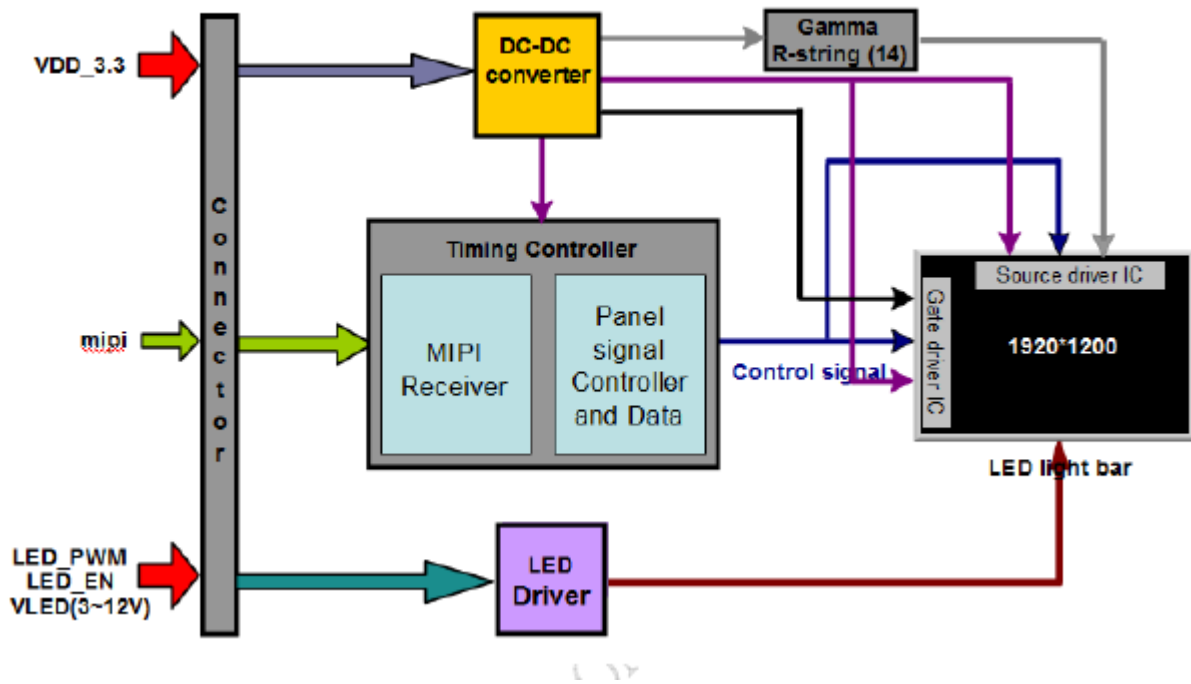 VDD_3.3
DC-DC
converter
Gamma
R-string (14)
Connector
Timing Controller
MIPI
Receiver
Panel
signal
Controller
and Data
mipi
Control signal
Source driver IC
Gate driver IC
1920*1200
LED light bar
LED_PWM
LED_EN
VLED(3~12V)
LED
Driver